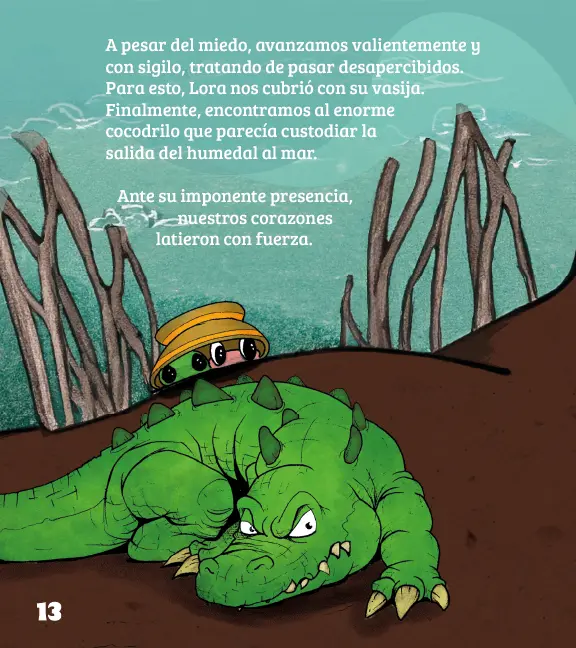 A pesar del miedo, avanzamos valientemente y
con sigilo, tratando de pasar desapercibidos.
Para esto, Lora nos cubrió con su vasija.
Finalmente, encontramos al enorme
cocodrilo que parecía custodiar la
salida del humedal al mar.
Ante su imponente presencia,
nuestros corazones
latieron con fuerza.
13